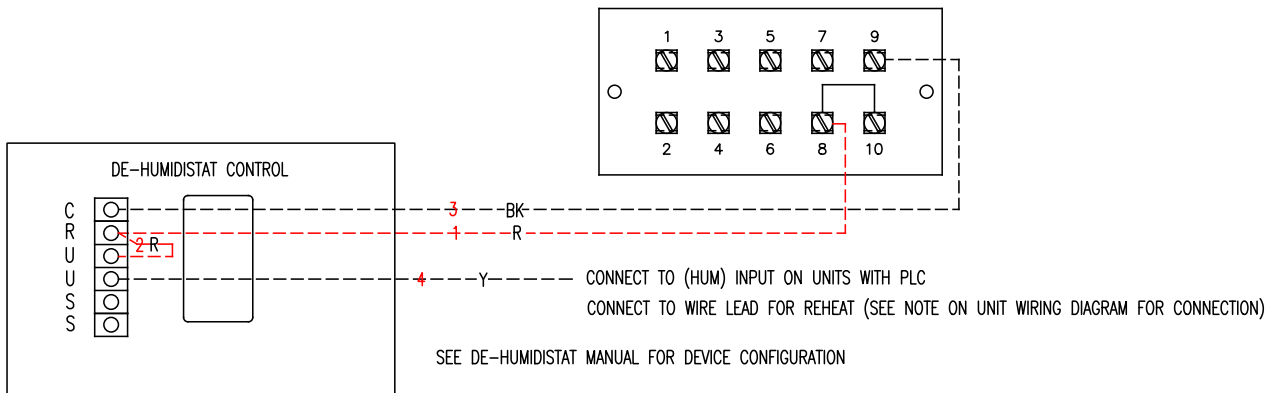 1 3 5 7 9
2 4 6 8 10
DE-HUMIDISTAT CONTROL
C 3 BK
R 1 R
2 R
U
U 4 Y CONNECT TO (HUM) INPUT ON UNITS WITH PLC
S CONNECT TO WIRE LEAD FOR REHEAT (SEE NOTE ON UNIT WIRING DIAGRAM FOR CONNECTION)
S
SEE DE-HUMIDISTAT MANUAL FOR DEVICE CONFIGURATION